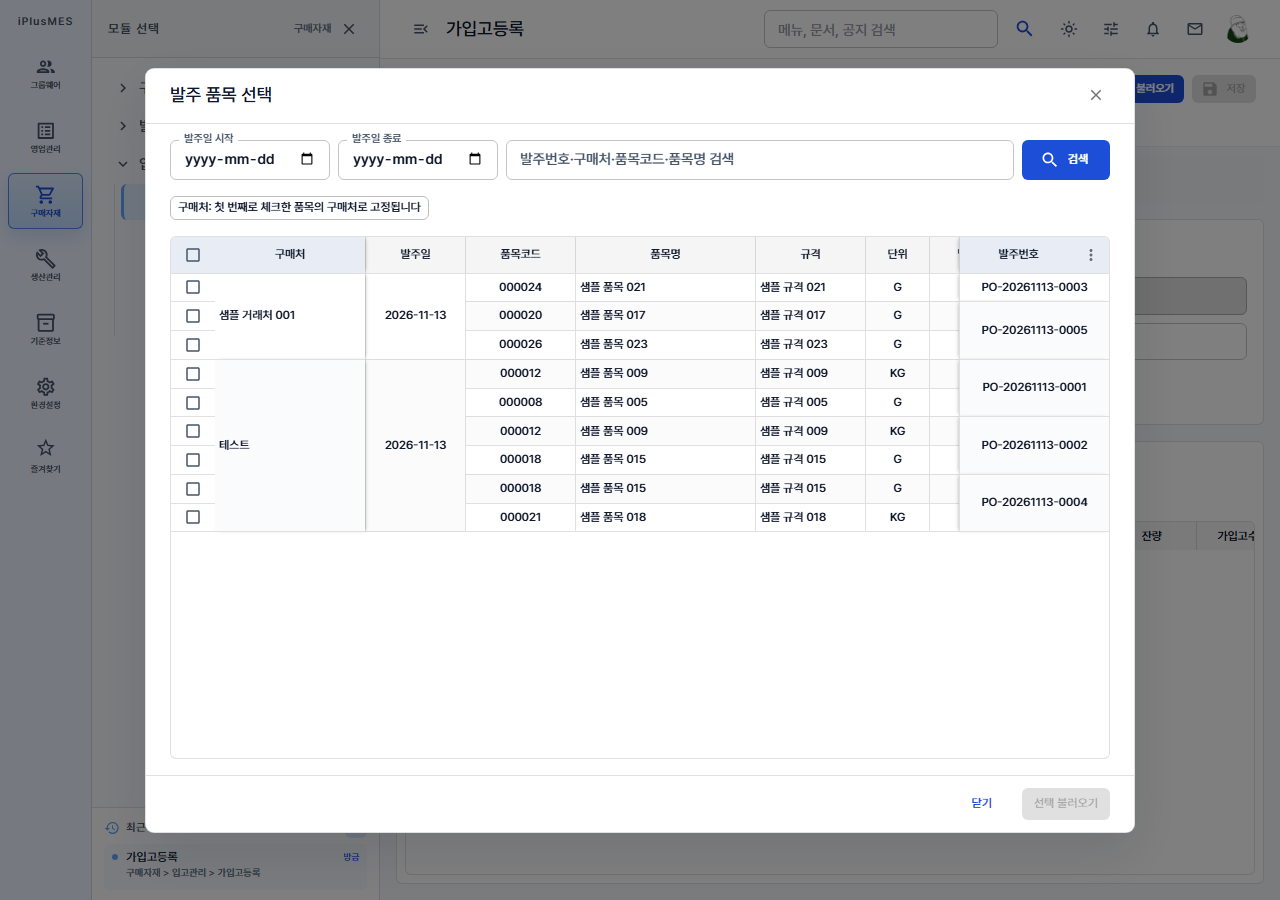 iPlusMES
모듈 선택
구매자재
가입고등록
메뉴, 문서, 공지 검색
그룹웨어
영업관리
구매자재
생산관리
기준정보
환경설정
즐겨찾기
불러오기
저장
발주 품목 선택
발주일 시작
yyyy-mm-dd
발주일 종료
yyyy-mm-dd
발주번호·구매처·품목코드·품목명 검색
검색
구매처: 첫 번째로 체크한 품목의 구매처로 고정됩니다
구매처 발주일 품목코드 품목명 규격 단위 발주번호
샘플 거래처 001 2026-11-13
000024 샘플 품목 021 샘플 규격 021 G PO-20261113-0003
000020 샘플 품목 017 샘플 규격 017 G PO-20261113-0005
000026 샘플 품목 023 샘플 규격 023 G
테스트 2026-11-13
000012 샘플 품목 009 샘플 규격 009 KG PO-20261113-0001
000008 샘플 품목 005 샘플 규격 005 G
000012 샘플 품목 009 샘플 규격 009 KG PO-20261113-0002
000018 샘플 품목 015 샘플 규격 015 G
000018 샘플 품목 015 샘플 규격 015 G PO-20261113-0004
000021 샘플 품목 018 샘플 규격 018 KG
잔량
닫기
선택 불러오기
최근
가입고등록
방금
구매자재 > 입고관리 > 가입고등록